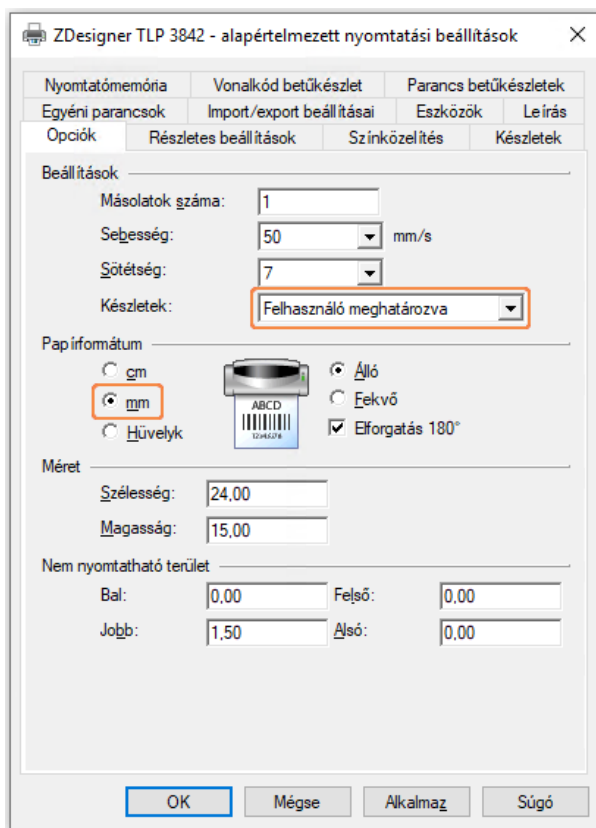 ZDesigner TLP 3842 - alapértelmezett nyomtatási beállítások
Nyomtatómemória Vonalkód betűkészlet Parancs betűkészletek
Egyéni parancsok Import/export beállításai Eszközök Leírás
Opciók Részletes beállítások Színközelítés Készletek
Beállítások
Másolatok száma: 1
Sebesség: 50 mm/s
Sötétség: 7
Készletek: Felhasználó meghatározva
Papírformátum
cm Álló
mm Fekvő
Hüvelyk Elforgatás 180°
ABCD
12345678
Méret
Szélesség: 24,00
Magasság: 15,00
Nem nyomtatható terület
Bal: 0,00 Felső: 0,00
Jobb: 1,50 Alsó: 0,00
OK Mégse Alkalmaz Súgó